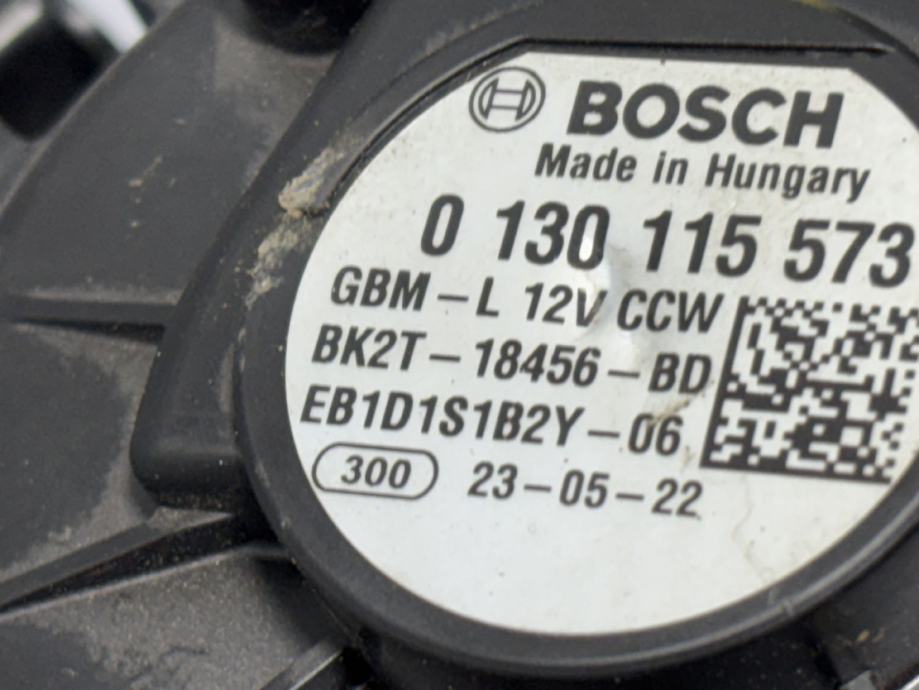 BOSCH
Made in Hungary
0 130 115 573
GBM-L 12V CCW
BK2T-18456-BD
EB1D1S1B2Y-06
300 23-05-22